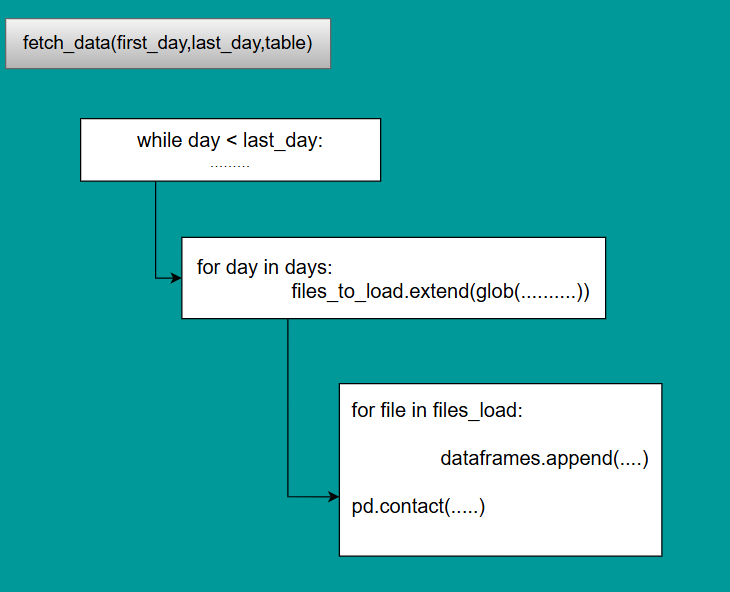 fetch_data(first_day,last_day,table)
while day < last_day:
.........
for day in days:
files_to_load.extend(glob(..........))
for file in files_load:
dataframes.append(....)
pd.contact(.....)